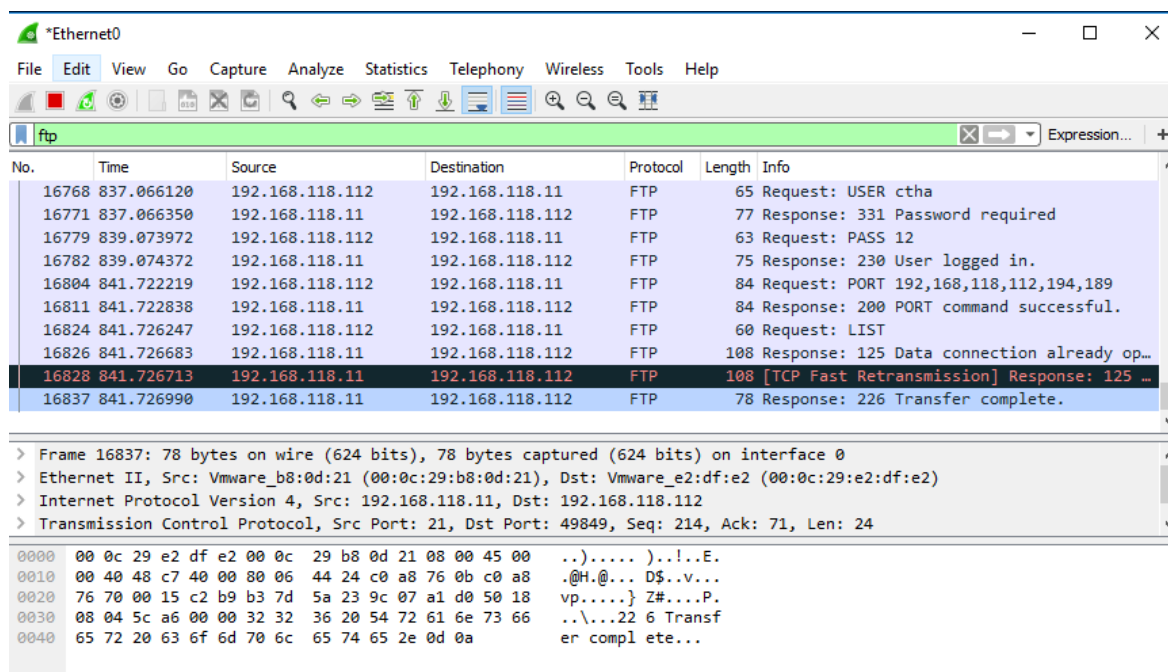 *Ethernet0
File Edit View Go Capture Analyze Statistics Telephony Wireless Tools Help
ftp Expression... +
No. Time Source Destination Protocol Length Info
16768 837.066120 192.168.118.112 192.168.118.11 FTP 65 Request: USER ctha
16771 837.066350 192.168.118.11 192.168.118.112 FTP 77 Response: 331 Password required
16779 839.073972 192.168.118.112 192.168.118.11 FTP 63 Request: PASS 12
16782 839.074372 192.168.118.11 192.168.118.112 FTP 75 Response: 230 User logged in.
16804 841.722219 192.168.118.112 192.168.118.11 FTP 84 Request: PORT 192,168,118,112,194,189
16811 841.722838 192.168.118.11 192.168.118.112 FTP 84 Response: 200 PORT command successful.
16824 841.726247 192.168.118.112 192.168.118.11 FTP 60 Request: LIST
16826 841.726683 192.168.118.11 192.168.118.112 FTP 108 Response: 125 Data connection already op…
16828 841.726713 192.168.118.11 192.168.118.112 FTP 108 [TCP Fast Retransmission] Response: 125 …
16837 841.726990 192.168.118.11 192.168.118.112 FTP 78 Response: 226 Transfer complete.
> Frame 16837: 78 bytes on wire (624 bits), 78 bytes captured (624 bits) on interface 0
> Ethernet II, Src: Vmware_b8:0d:21 (00:0c:29:b8:0d:21), Dst: Vmware_e2:df:e2 (00:0c:29:e2:df:e2)
> Internet Protocol Version 4, Src: 192.168.118.11, Dst: 192.168.118.112
> Transmission Control Protocol, Src Port: 21, Dst Port: 49849, Seq: 214, Ack: 71, Len: 24
0000 00 0c 29 e2 df e2 00 0c 29 b8 0d 21 08 00 45 00 ..)..... )..!..E.
0010 00 40 48 c7 40 00 80 06 44 24 c0 a8 76 0b c0 a8 .@H.@... D$..v...
0020 76 70 00 15 c2 b9 b3 7d 5a 23 9c 07 a1 d0 50 18 vp.....} Z#....P.
0030 08 04 5c a6 00 00 32 32 36 20 54 72 61 6e 73 66 ..\...22 6 Transf
0040 65 72 20 63 6f 6d 70 6c 65 74 65 2e 0d 0a er compl ete...